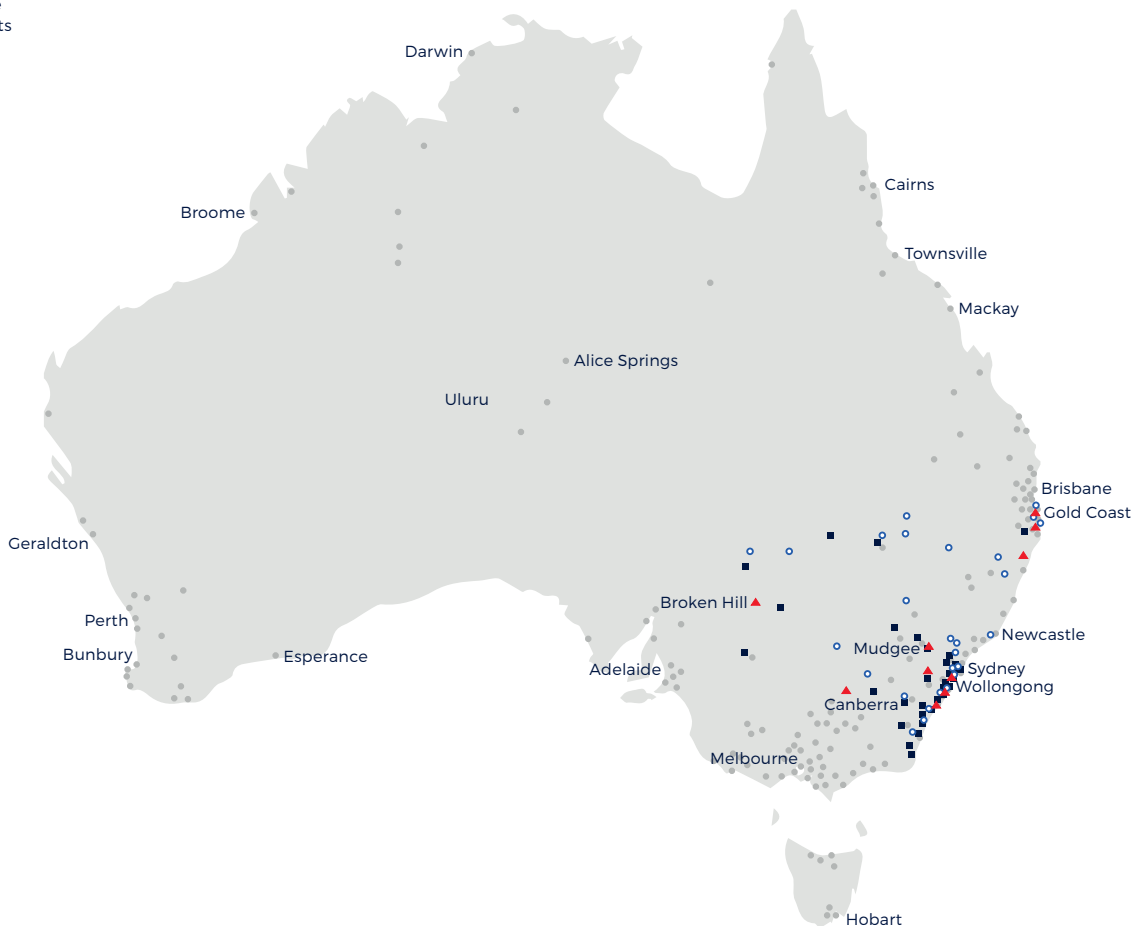 ts
Darwin
Cairns
Broome
Townsville
Mackay
Alice Springs
Uluru
Brisbane
Gold Coast
Geraldton
Broken Hill
Perth
Newcastle
Mudgee
Bunbury
Esperance
Adelaide
Sydney
Wollongong
Canberra
Melbourne
Hobart